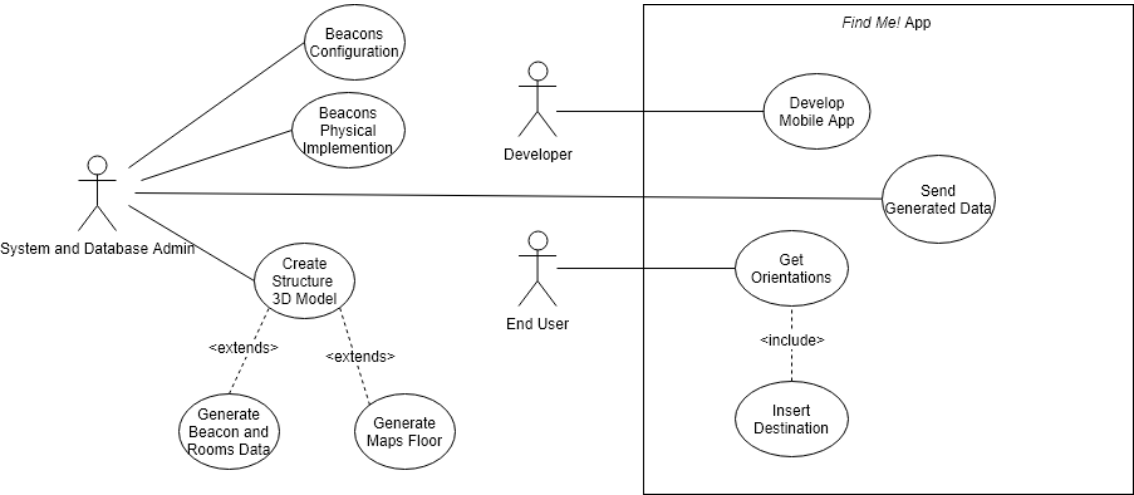 Beacons
Configuration
Find Me! App
Beacons
Physical
Implemention
Develop
Mobile App
Developer
Send
Generated Data
System and Database Admin
Create
Structure
3D Model
Get
Orientations
End User
<include>
<extends>
<extends>
Generate
Beacon and
Rooms Data
Generate
Maps Floor
Insert
Destination